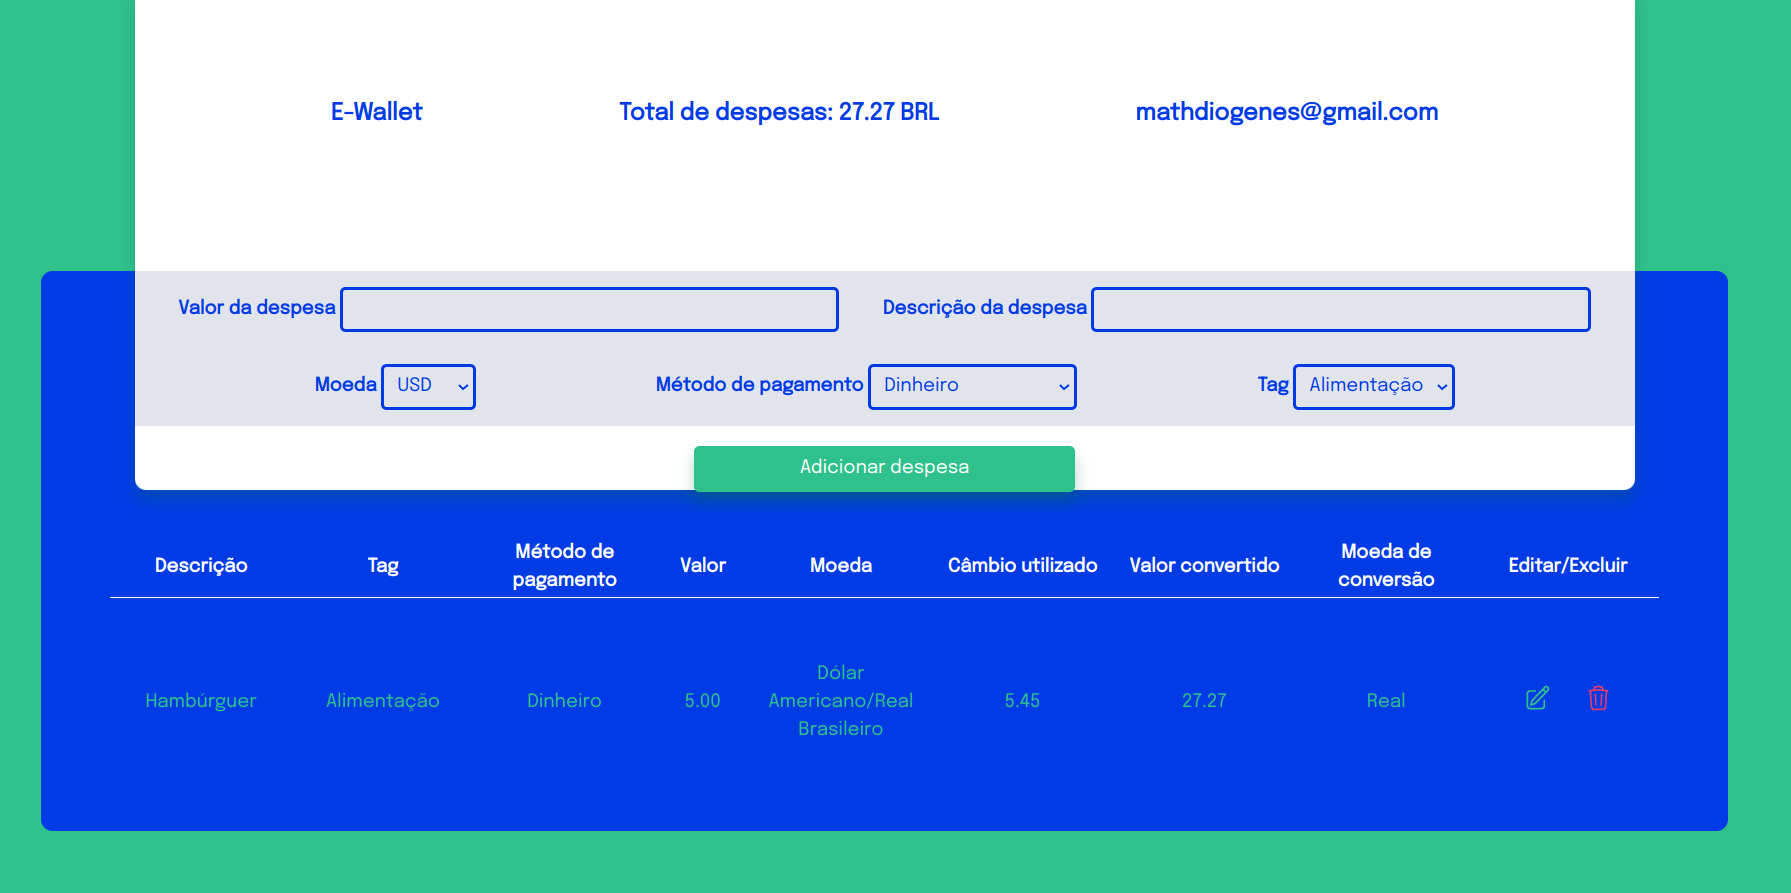 E-Wallet
Total de despesas: 27.27 BRL
mathdiogenes@gmail.com
Valor da despesa
Descrição da despesa
Moeda USD
Método de pagamento Dinheiro
Tag Alimentação
Adicionar despesa
Descrição
Tag
Método de
pagamento
Valor
Moeda
Câmbio utilizado
Valor convertido
Moeda de
conversão
Editar/Excluir
Hambúrguer
Alimentação
Dinheiro
5.00
Dólar
Americano/Real
Brasileiro
5.45
27.27
Real